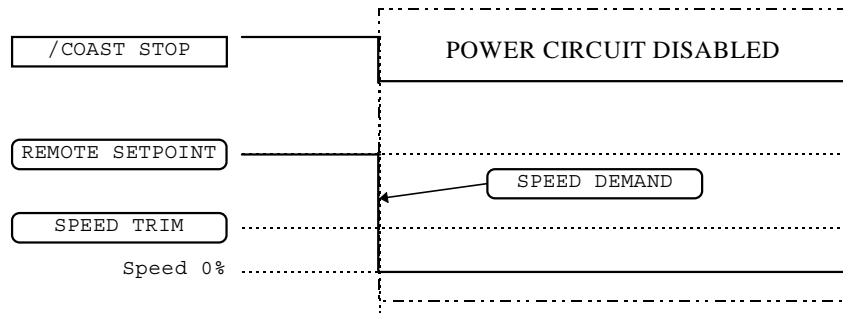 /COAST STOP
POWER CIRCUIT DISABLED
REMOTE SETPOINT
SPEED DEMAND
SPEED TRIM
Speed 0%